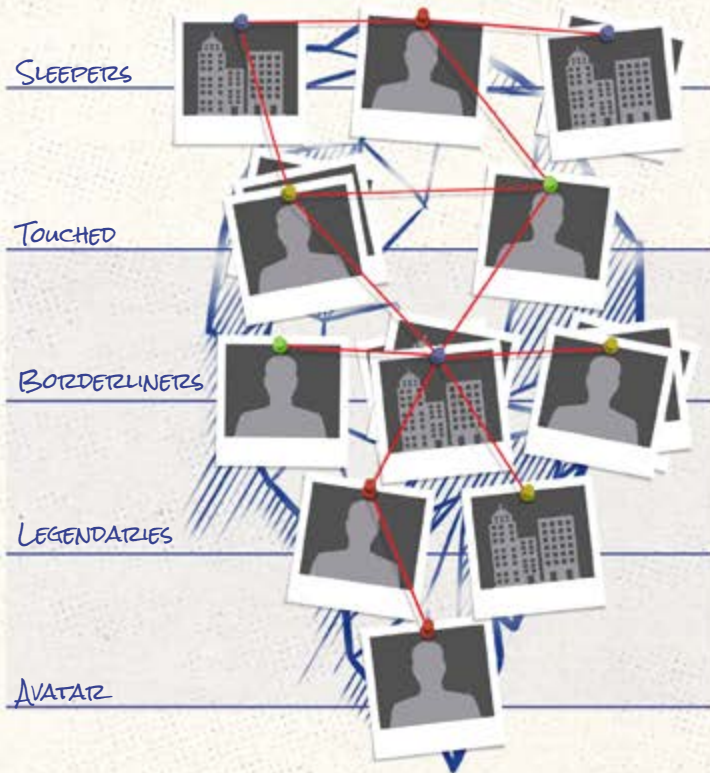 SLEEPERS
TOUCHED
BORDERLINERS
LEGENDARIES
AVATAR